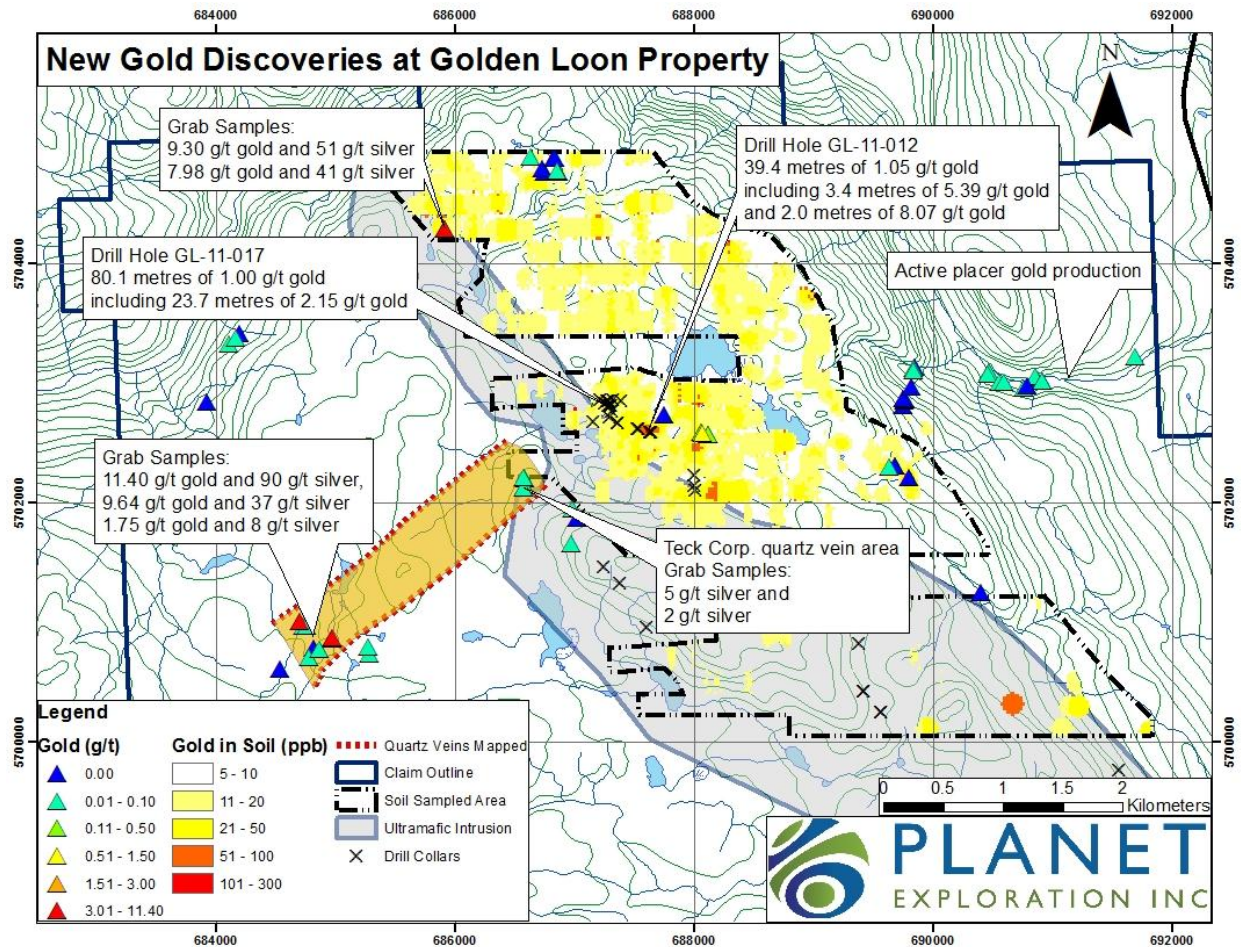 684000
686000
688000
690000
692000
New Gold Discoveries at Golden Loon Property
N
Grab Samples:
9.30 g/t gold and 51 g/t silver
7.98 g/t gold and 41 g/t silver
Drill Hole GL-11-012
39.4 metres of 1.05 g/t gold
including 3.4 metres of 5.39 g/t gold
and 2.0 metres of 8.07 g/t gold
Drill Hole GL-11-017
80.1 metres of 1.00 g/t gold
including 23.7 metres of 2.15 g/t gold
Active placer gold production
5704000
5704000
Grab Samples:
11.40 g/t gold and 90 g/t silver,
9.64 g/t gold and 37 g/t silver
1.75 g/t gold and 8 g/t silver
5702000
5702000
Teck Corp. quartz vein area
Grab Samples:
5 g/t silver and
2 g/t silver
5700000
5700000
Legend
Gold (g/t)
0.00
0.01 - 0.10
0.11 - 0.50
0.51 - 1.50
1.51 - 3.00
3.01 - 11.40
Gold in Soil (ppb)
5 - 10
11 - 20
21 - 50
51 - 100
101 - 300
Quartz Veins Mapped
Claim Outline
Soil Sampled Area
Ultramafic Intrusion
Drill Collars
0 0.5 1 1.5 2
Kilometers
PLANET
EXPLORATION INC
684000
686000
688000
690000
692000